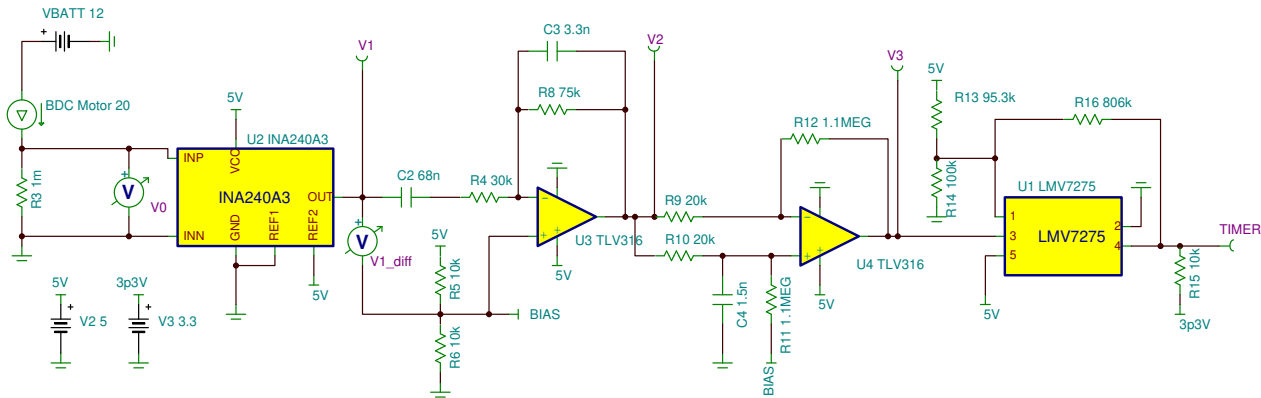 VBATT 12
BDC Motor 20
R3 1m
V
V0
5V
U2 INA240A3
INP
VCC
INA240A3
OUT
GND
REF1
REF2
INN
5V
V2 5
3p3V
V3 3.3
5V
V1
V
V1_diff
C2 68n
R4 30k
5V
R5 10k
R6 10k
BIAS
C3 3.3n
R8 75k
U3 TLV316
5V
V2
R9 20k
R10 20k
C4 1.5n
R11 1.1MEG
BIAS
R12 1.1MEG
U4 TLV316
5V
V3
5V
R13 95.3k
R14 100k
R16 806k
U1 LMV7275
LMV7275
1
3
5
2
4
5V
R15 10k
3p3V
TIMER